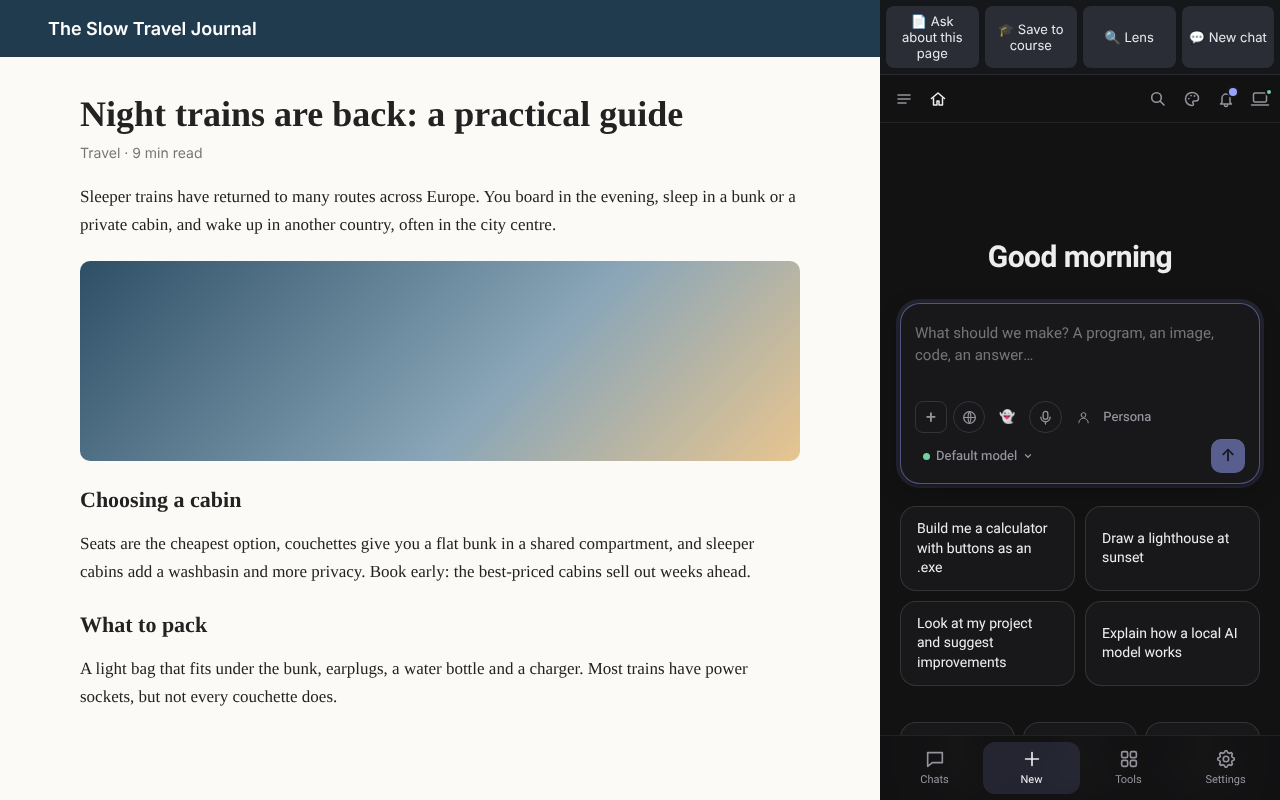 The Slow Travel Journal
Night trains are back: a practical guide
Travel · 9 min read
Sleeper trains have returned to many routes across Europe. You board in the evening, sleep in a bunk or a
private cabin, and wake up in another country, often in the city centre.
Choosing a cabin
Seats are the cheapest option, couchettes give you a flat bunk in a shared compartment, and sleeper
cabins add a washbasin and more privacy. Book early: the best-priced cabins sell out weeks ahead.
What to pack
A light bag that fits under the bunk, earplugs, a water bottle and a charger. Most trains have power
sockets, but not every couchette does.
Ask
about this
page
Save to
course
Lens
New chat
Good morning
What should we make? A program, an image,
code, an answer…
Persona
Default model
Build me a calculator
with buttons as an
.exe
Draw a lighthouse at
sunset
Look at my project
and suggest
improvements
Explain how a local AI
model works
Chats
New
Tools
Settings